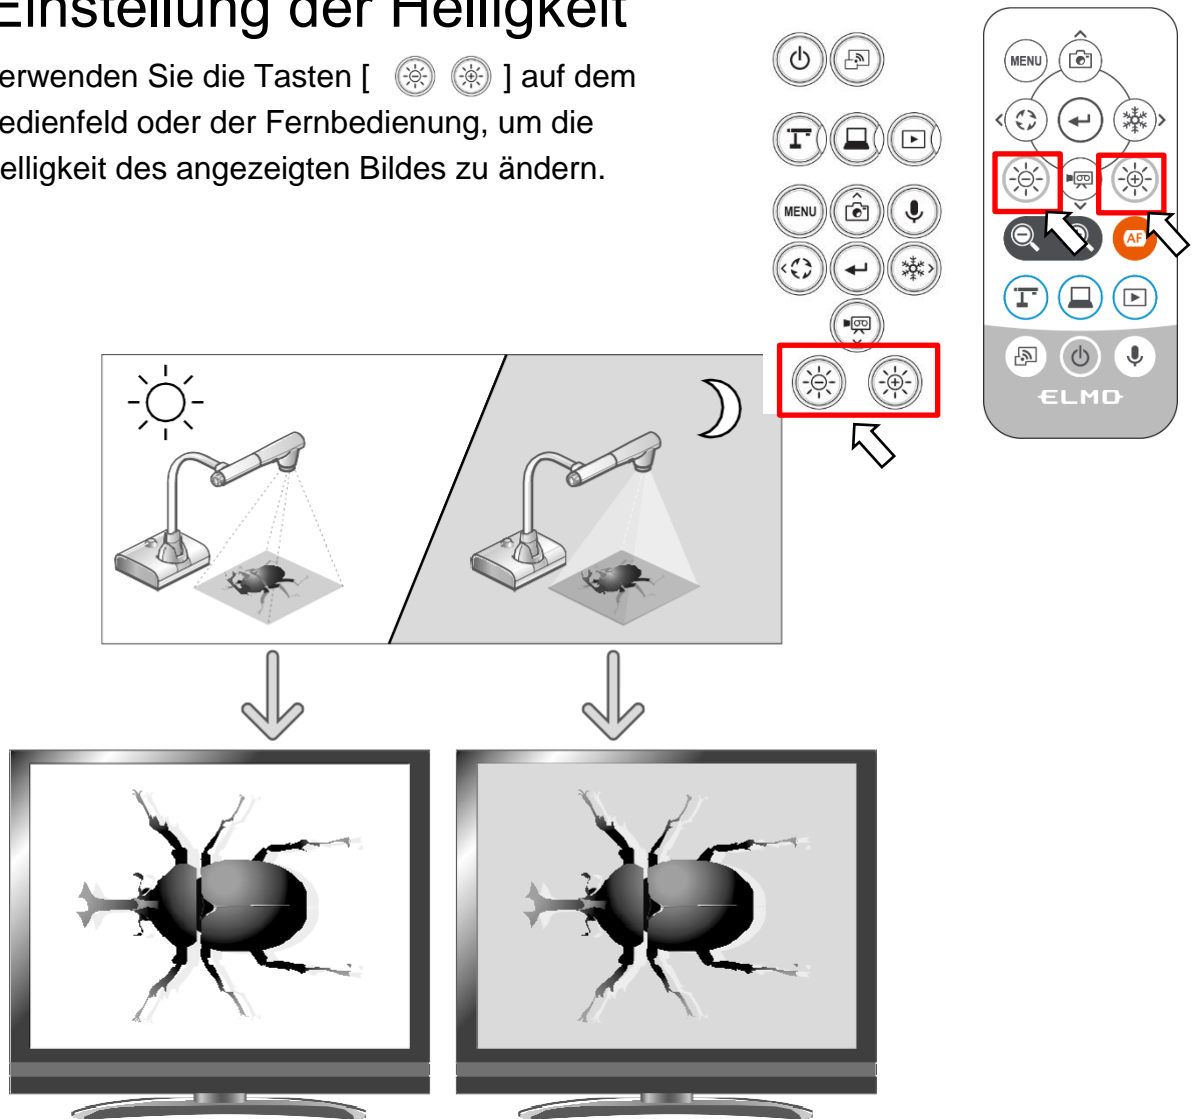 Einstellung der Helligkeit
erwenden Sie die Tasten [ ] auf dem
edienfeld oder der Fernbedienung, um die
elligkeit des angezeigten Bildes zu ändern.
MENU
MENU
AF
ELMO